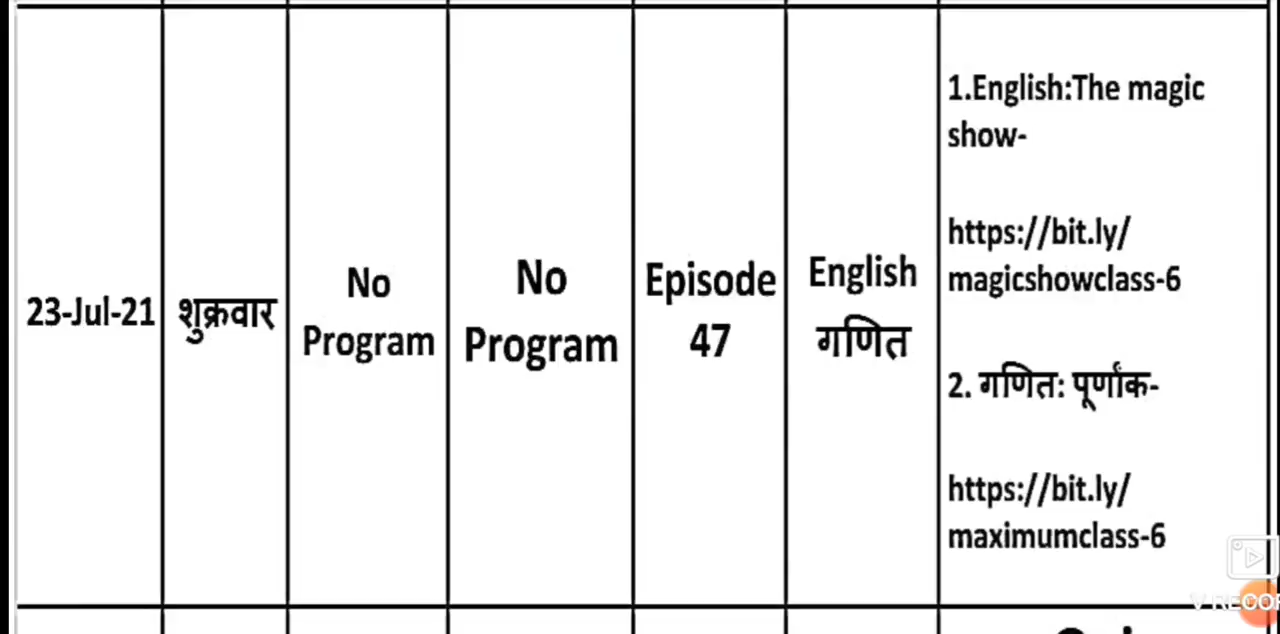 23-Jul-21
शुक्रवार
No
Program
No
Program
Episode
47
English
गणित
1.English:The magic
show-
https://bit.ly/
magicshowclass-6
2. गणित: पूर्णांक-
https://bit.ly/
maximumclass-6